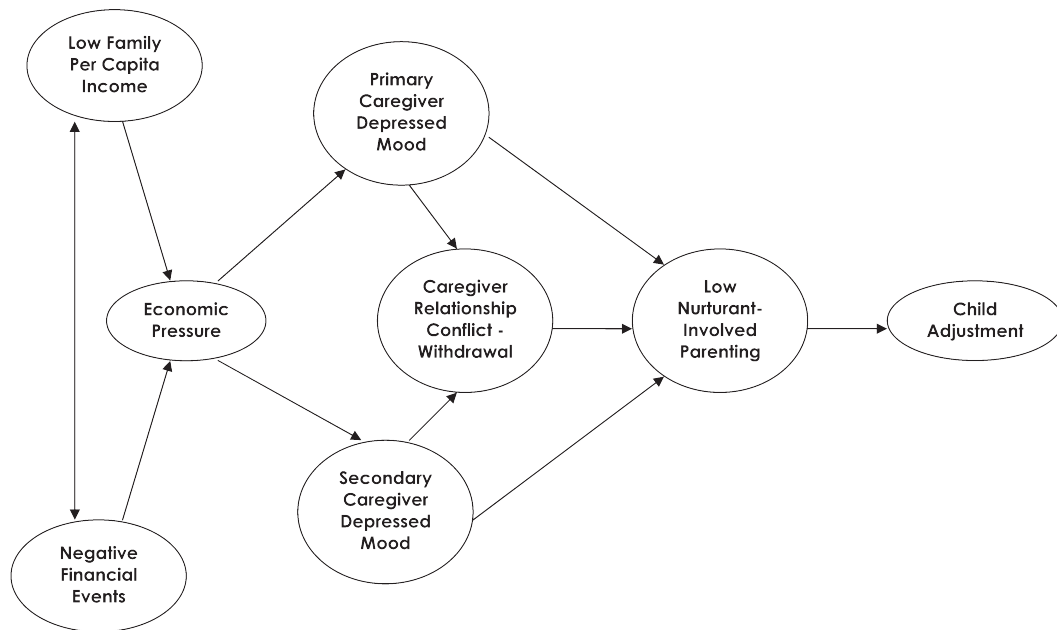 Low Family
Per Capita
Income
Primary
Caregiver
Depressed
Mood
Economic
Pressure
Caregiver
Relationship
Conflict -
Withdrawal
Low
Nurturant-
Involved
Parenting
Child
Adjustment
Secondary
Caregiver
Depressed
Mood
Negative
Financial
Events